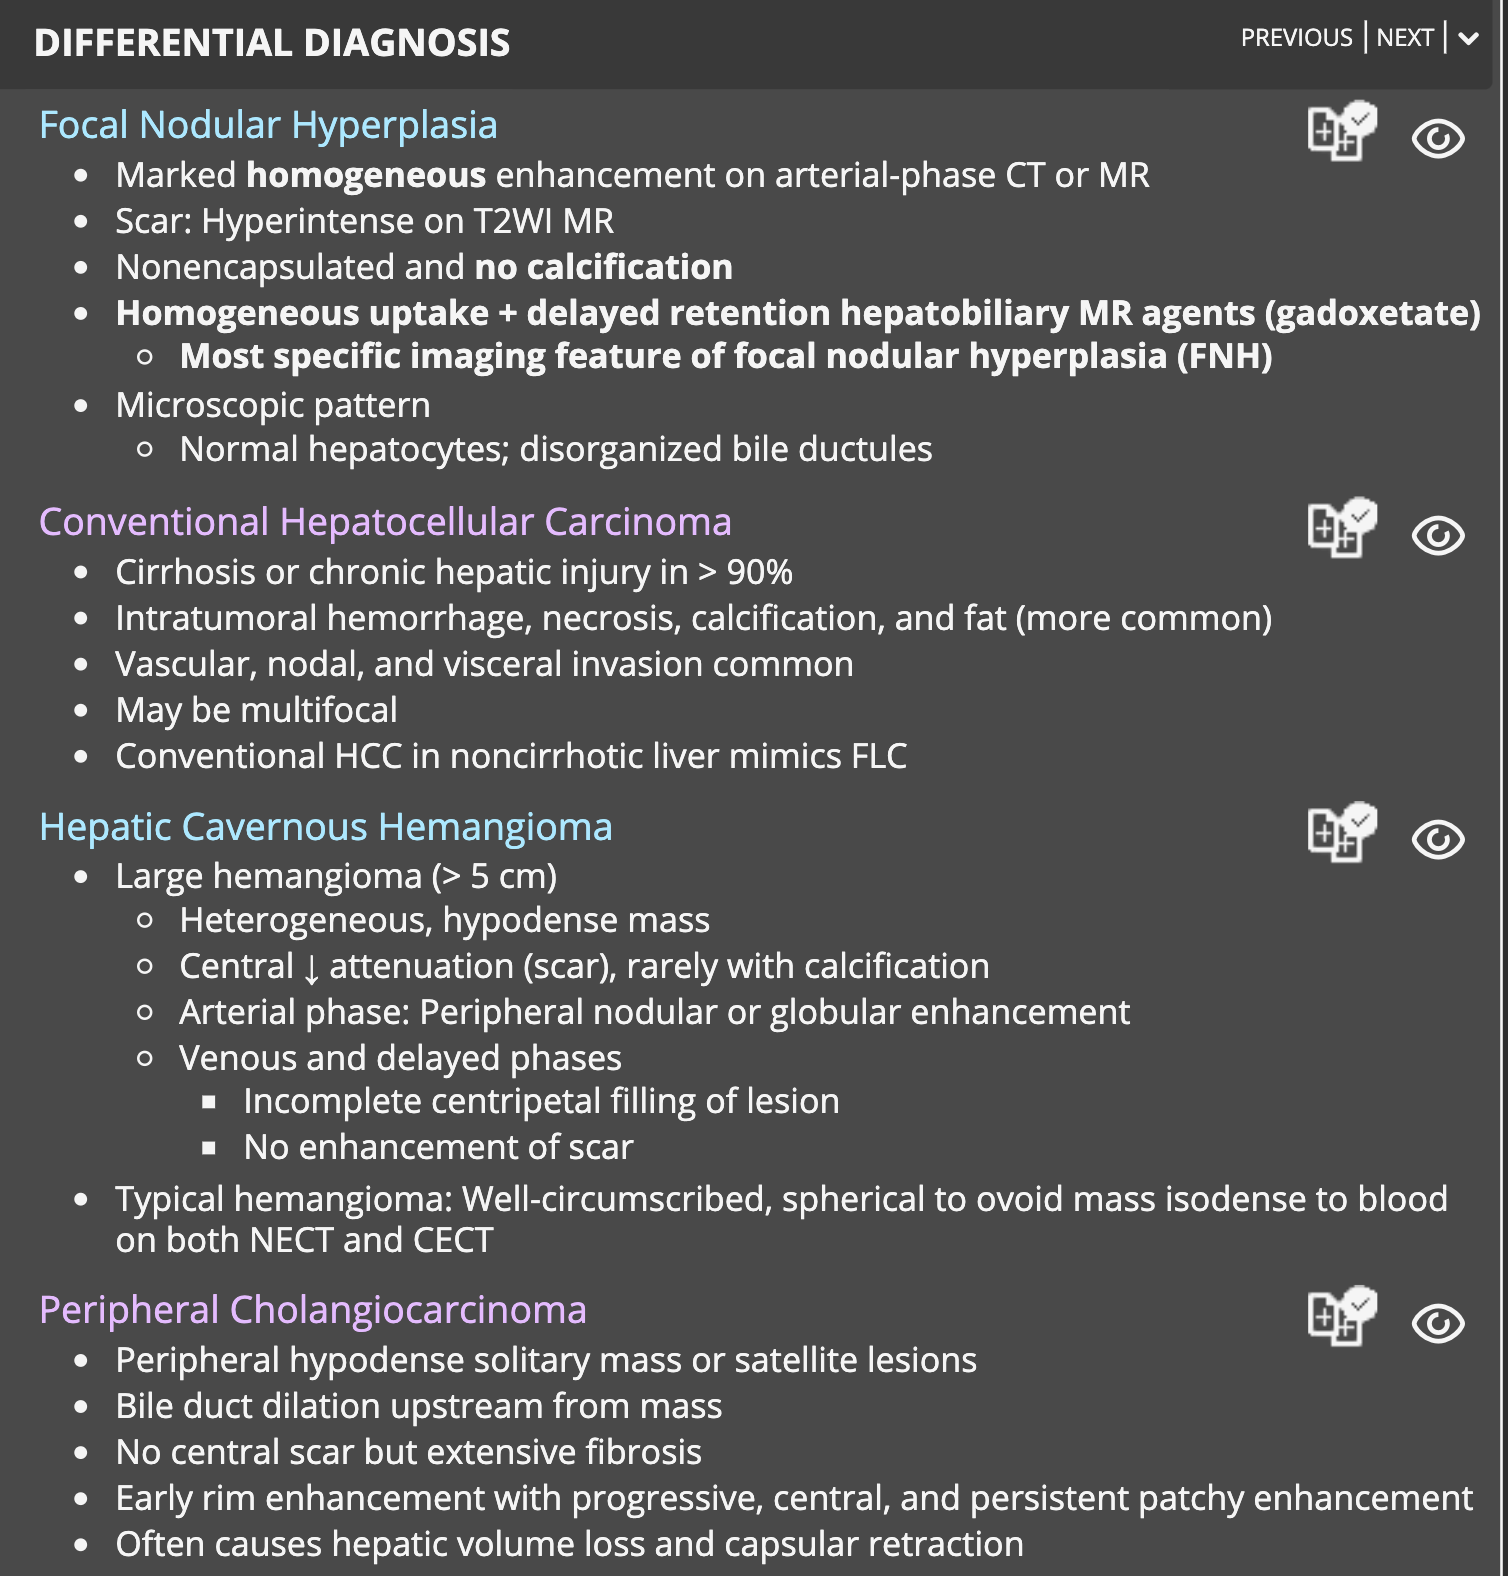 DIFFERENTIAL DIAGNOSIS
PREVIOUS | NEXT |
Focal Nodular Hyperplasia
• Marked homogeneous enhancement on arterial-phase CT or MR
• Scar: Hyperintense on T2WI MR
• Nonencapsulated and no calcification
• Homogeneous uptake + delayed retention hepatobiliary MR agents (gadoxetate)
○ Most specific imaging feature of focal nodular hyperplasia (FNH)
• Microscopic pattern
○ Normal hepatocytes; disorganized bile ductules
Conventional Hepatocellular Carcinoma
• Cirrhosis or chronic hepatic injury in > 90%
• Intratumoral hemorrhage, necrosis, calcification, and fat (more common)
• Vascular, nodal, and visceral invasion common
• May be multifocal
• Conventional HCC in noncirrhotic liver mimics FLC
Hepatic Cavernous Hemangioma
• Large hemangioma (> 5 cm)
○ Heterogeneous, hypodense mass
○ Central ↓ attenuation (scar), rarely with calcification
○ Arterial phase: Peripheral nodular or globular enhancement
○ Venous and delayed phases
▪ Incomplete centripetal filling of lesion
▪ No enhancement of scar
• Typical hemangioma: Well-circumscribed, spherical to ovoid mass isodense to blood
on both NECT and CECT
Peripheral Cholangiocarcinoma
• Peripheral hypodense solitary mass or satellite lesions
• Bile duct dilation upstream from mass
• No central scar but extensive fibrosis
• Early rim enhancement with progressive, central, and persistent patchy enhancement
• Often causes hepatic volume loss and capsular retraction